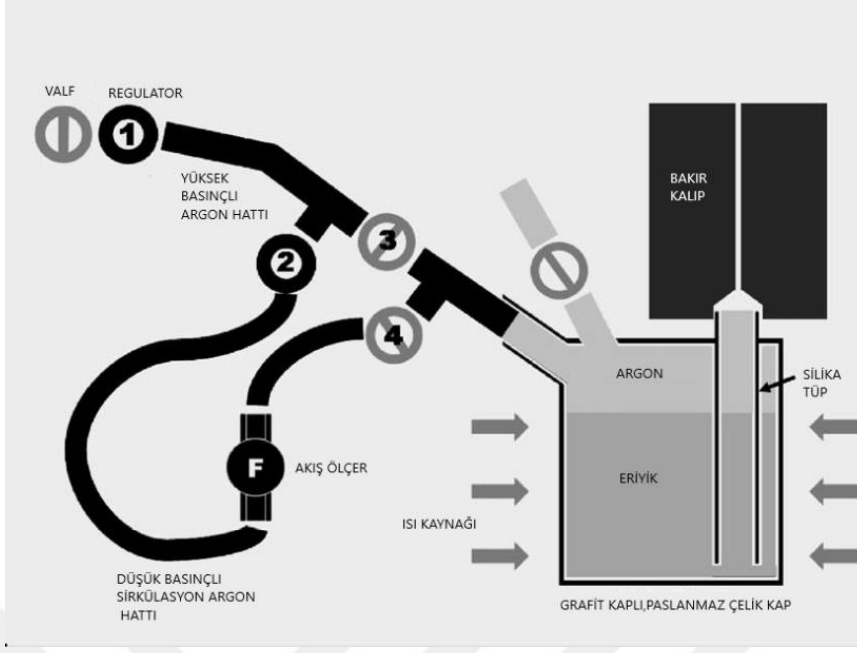 VALF
REGULATOR
1
YÜKSEK
BASINÇLI
ARGON HATTI
2
3
4
F
AKIŞ ÖLÇER
DÜŞÜK BASINÇLI
SİRKÜLASYON ARGON
HATTI
BAKIR
KALIP
ARGON
SİLİKA
TÜP
ERİYİK
ISI KAYNAĞI
GRAFİT KAPLI,PASLANMAZ ÇELİK KAP